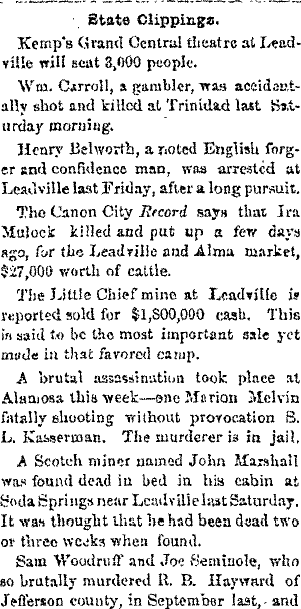 State Clippings.
Kemp's Grand Central theatre at Lead-
ville will seat 3,000 people.
Wm. Carroll, a gambler, was accident-
ally shot and killed at Trinidad last Sat-
urday morning.
Henry Belworth, a noted English forg-
er and confidence man, was arrested at
Leadville last Friday, after a long pursuit.
The Canon City Record says that Ira
Mulock killed and put up a few days
ago, for the Leadville and Alma market,
$27,000 worth of cattle.
The Little Chief mine at Leadville is
reported sold for $1,800,000 cash. This
is said to be the most important sale yet
made in that favored camp.
A brutal assassination took place at
Alamosa this week—one Marion Melvin
fatally shooting without provocation S.
L. Kasserman. The murderer is in jail.
A Scotch miner named John Marshall
was found dead in bed in his cabin at
Soda Springs near Leadville last Saturday.
It was thought that he had been dead two
or three weeks when found.
Sam Woodruff and Joe Seminole, who
so brutally murdered R. B. Hayward of
Jefferson county, in September last, and